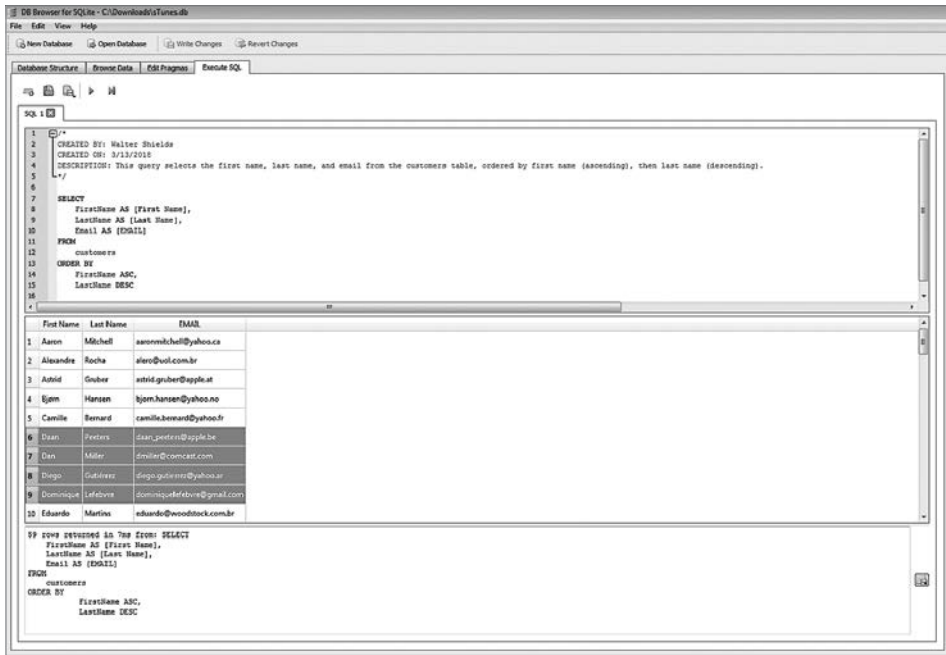 DB Browser for SQLite - C:\Downloads\sTunes.db
File Edit View Help
New Database Open Database Write Changes Revert Changes
Database Structure Browse Data Edit Pragmas Execute SQL
SQL 1
1 /*
2 CREATED BY: Walter Shields
3 CREATED ON: 3/13/2018
4 DESCRIPTION: This query selects the first name, last name, and email from the customers table, ordered by first name (ascending), then last name (descending).
5 */
6
7 SELECT
8 FirstName AS [First Name],
9 LastName AS [Last Name],
10 Email AS [EMAIL]
11 FROM
12 customers
13 ORDER BY
14 FirstName ASC,
15 LastName DESC
16
First Name Last Name EMAIL
1 Aaron Mitchell aaronmitchell@yahoo.ca
2 Alexandre Rocha alero@uol.com.br
3 Astrid Gruber astrid.gruber@apple.at
4 Bjørn Hansen bjorn.hansen@yahoo.no
5 Camille Bernard camille.bernard@yahoo.fr
6 Daan Peeters daan_peeters@apple.be
7 Dan Miller dmiller@comcast.com
8 Diego Gutiérrez diego.gutierrez@yahoo.ar
9 Dominique Lefebvre dominiquelefebvre@gmail.com
10 Eduardo Martins eduardo@woodstock.com.br
59 rows returned in 7ms from: SELECT
FirstName AS [First Name],
LastName AS [Last Name],
Email AS [EMAIL]
FROM
customers
ORDER BY
FirstName ASC,
LastName DESC